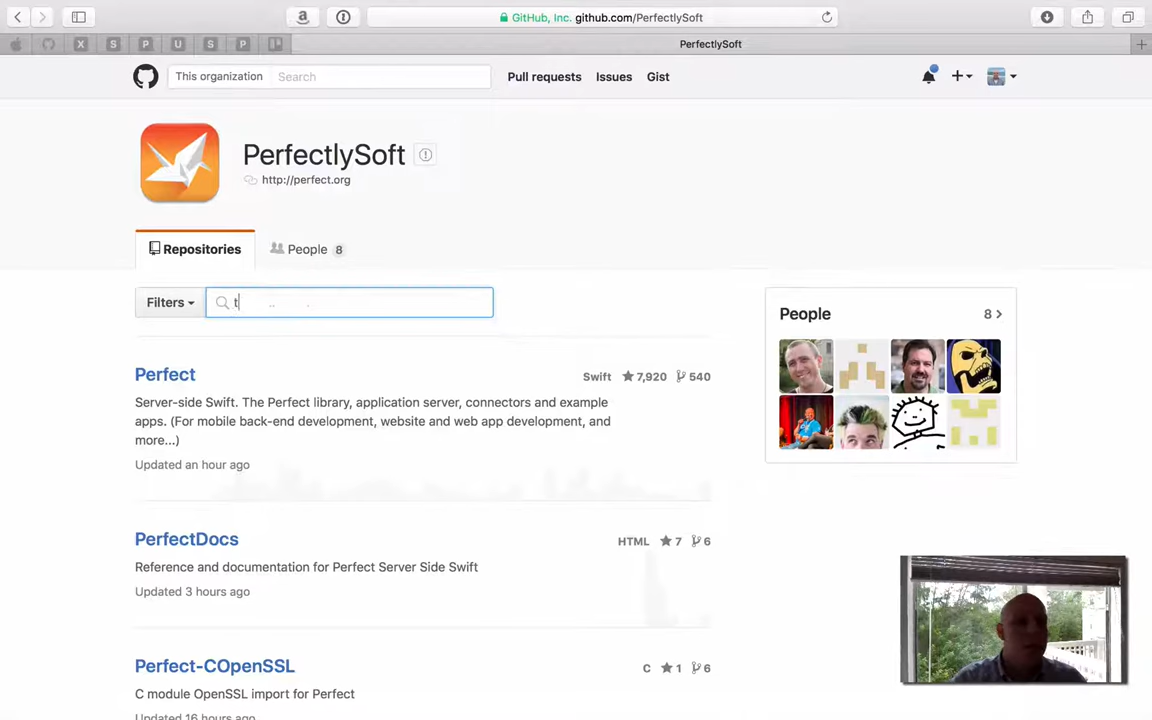 GitHub, Inc. github.com/PerfectlySoft
X S P U S P
PerfectlySoft
This organization Search Pull requests Issues Gist
PerfectlySoft
http://perfect.org
Repositories People 8
Filters t
People 8
Perfect Swift 7,920 540
Server-side Swift. The Perfect library, application server, connectors and example
apps. (For mobile back-end development, website and web app development, and
more...)
Updated an hour ago
PerfectDocs HTML 7 6
Reference and documentation for Perfect Server Side Swift
Updated 3 hours ago
Perfect-COpenSSL C 1 6
C module OpenSSL import for Perfect
Updated 16 hours ago